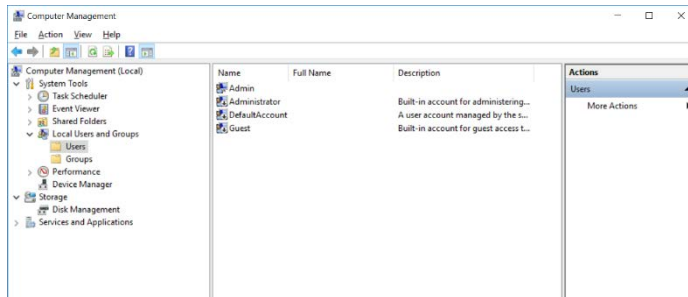 Computer Management
File Action View Help
Computer Management (Local)
System Tools
Task Scheduler
Event Viewer
Shared Folders
Local Users and Groups
Users
Groups
Performance
Device Manager
Storage
Disk Management
Services and Applications
Name Full Name Description
Admin
Administrator Built-in account for administering...
DefaultAccount A user account managed by the s...
Guest Built-in account for guest access t...
Actions
Users
More Actions